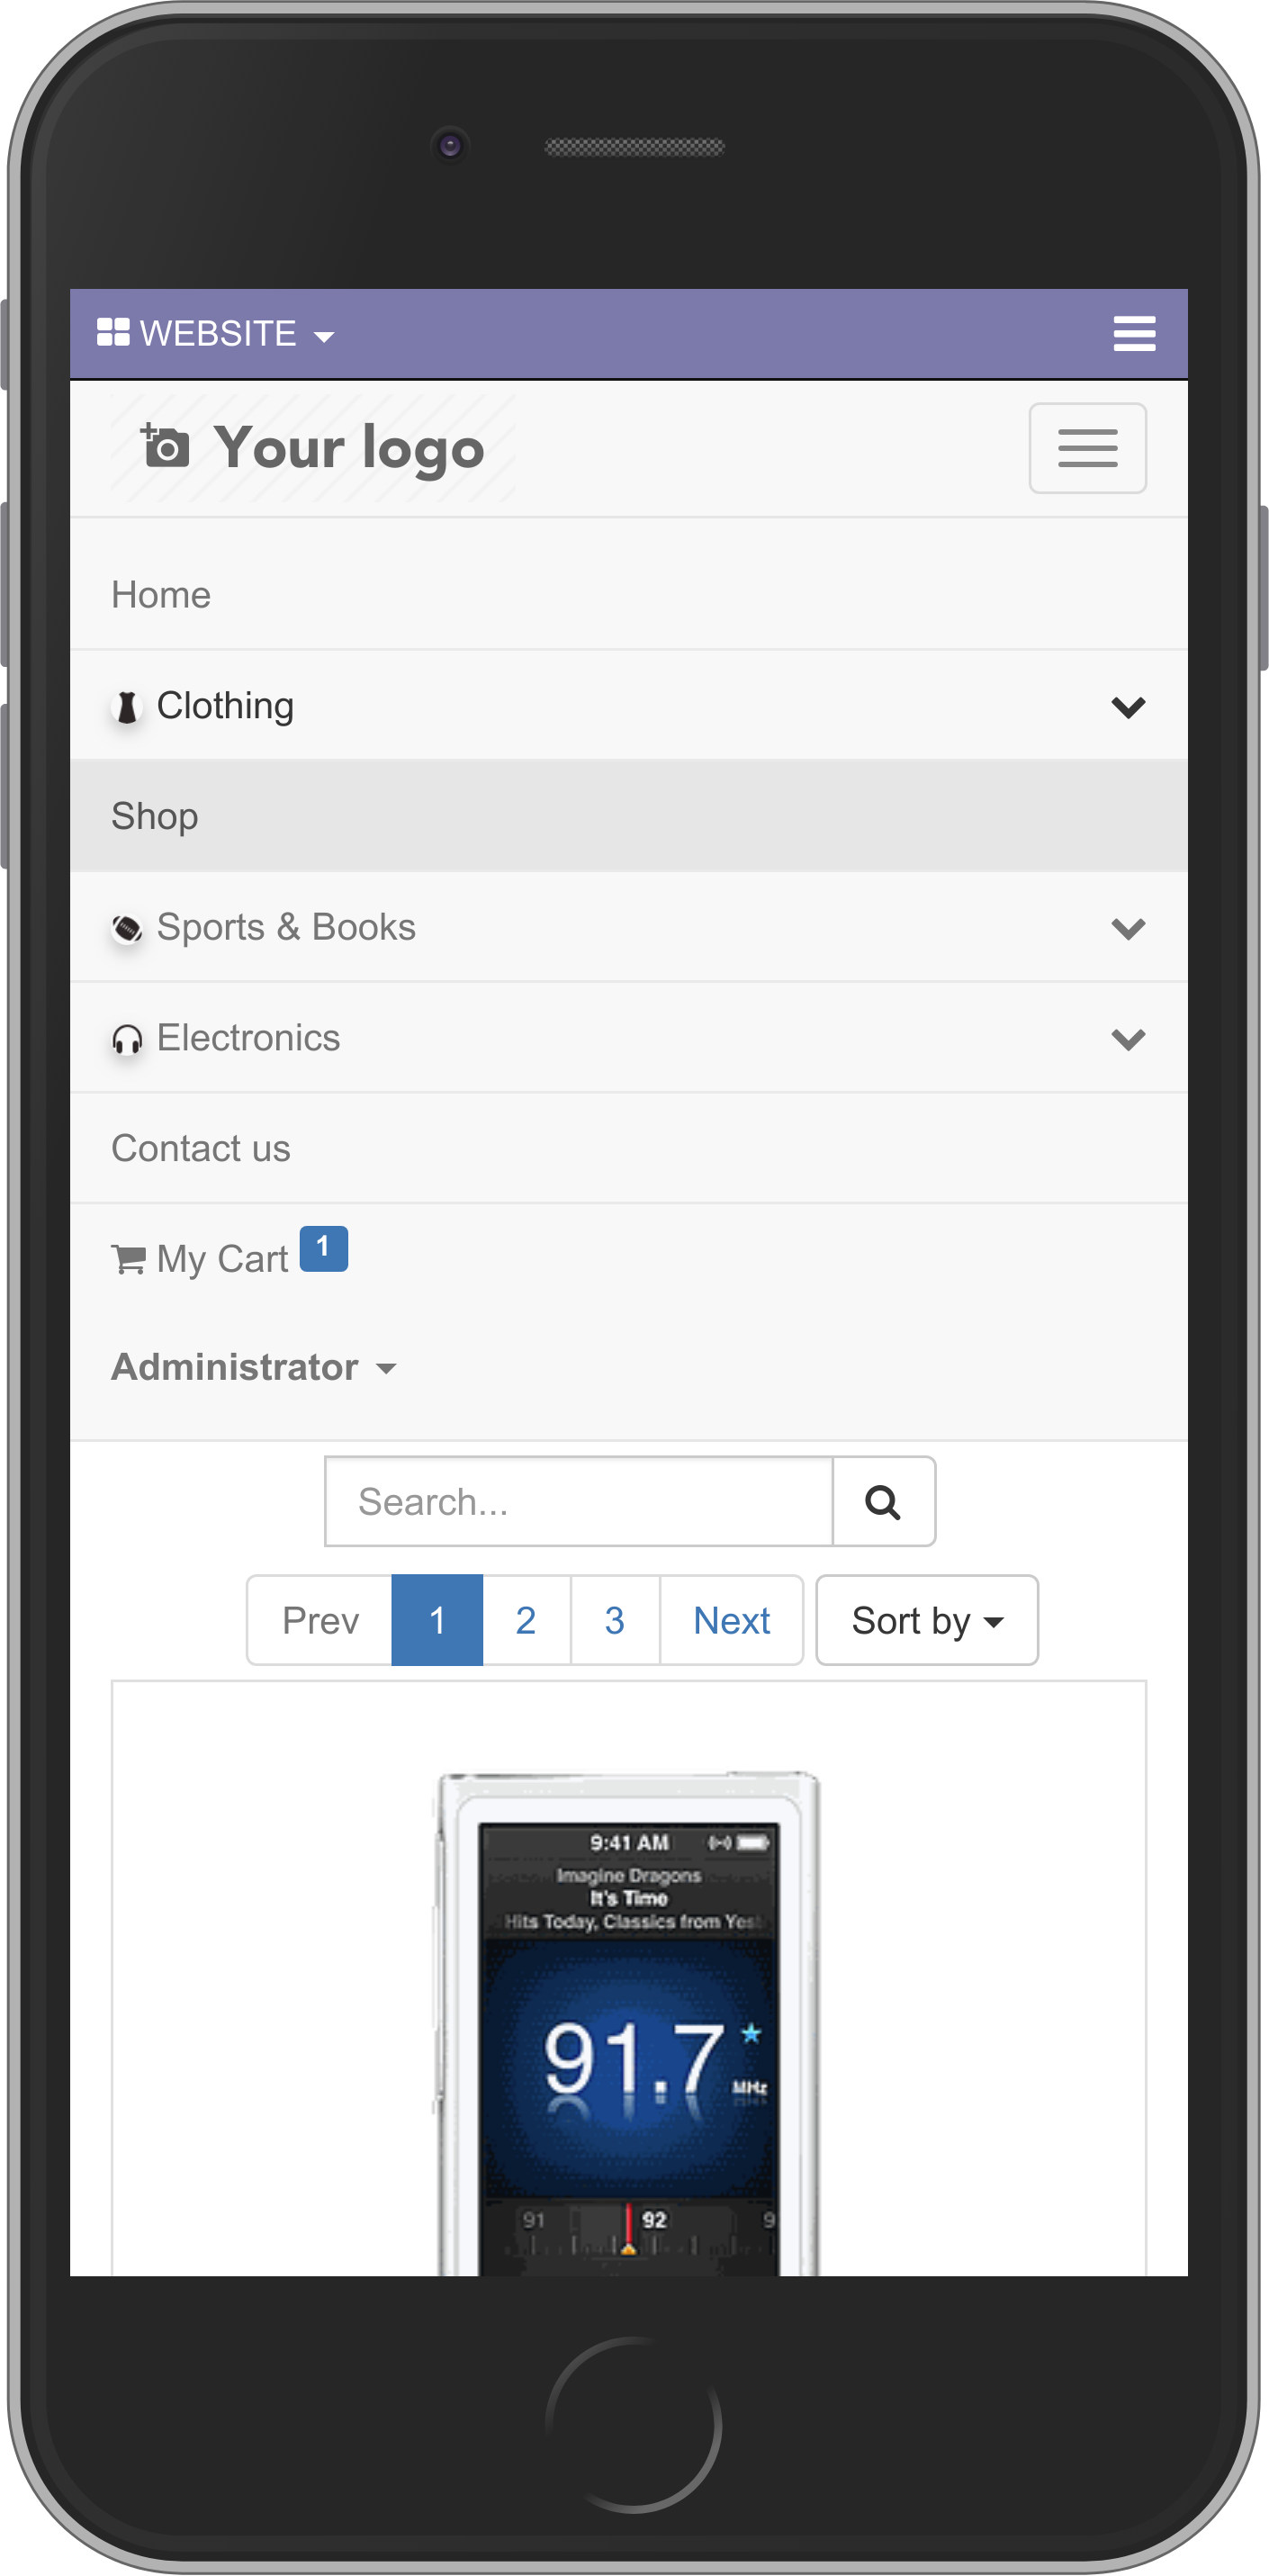 WEBSITE
Your logo
Home
Clothing
Shop
Sports & Books
Electronics
Contact us
My Cart 1
Administrator
Search...
Prev 1 2 3 Next Sort by
9:41 AM
Imagine Dragons
It's Time
Hits Today, Classics from Yest
91.7
MHz
91 92 9